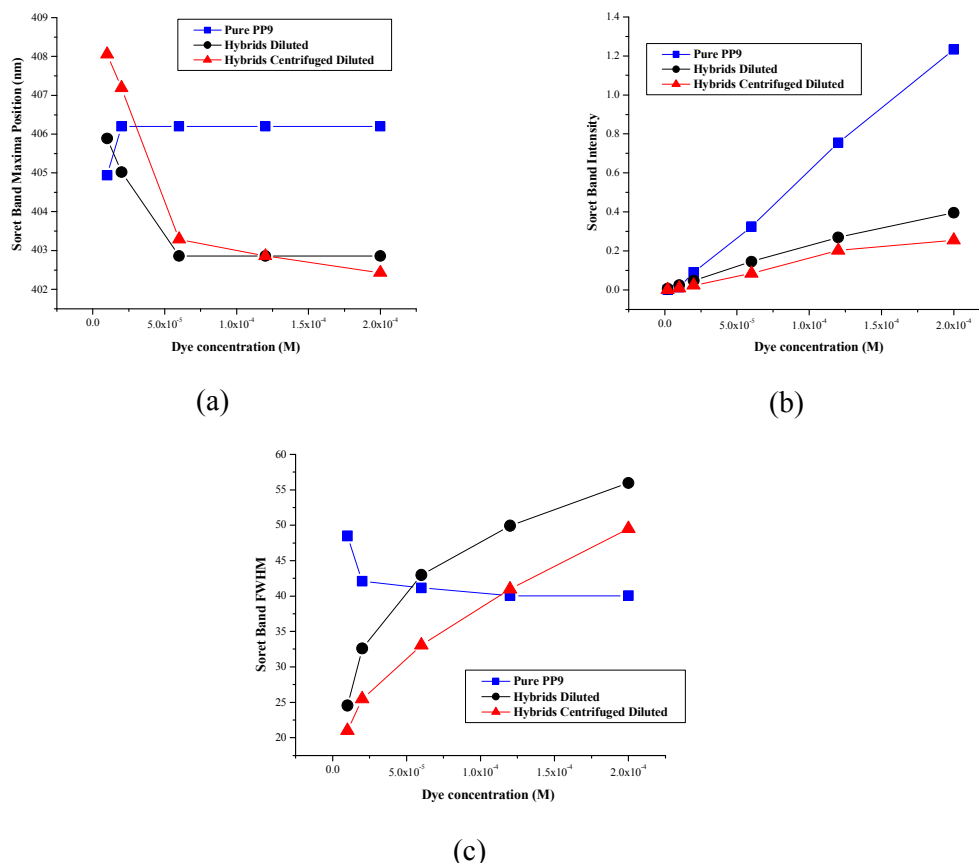 409
408
407
406
405
404
403
402
Soret Band Maxima Position (nm)
Pure PP9
Hybrids Diluted
Hybrids Centrifuged Diluted
0.0 5.0x10-5 1.0x10-4 1.5x10-4 2.0x10-4
Dye concentration (M)
(a)
1.4
1.2
1.0
0.8
0.6
0.4
0.2
0.0
Soret Band Intensity
Pure PP9
Hybrids Diluted
Hybrids Centrifuged Diluted
0.0 5.0x10-5 1.0x10-4 1.5x10-4 2.0x10-4
Dye concentration (M)
(b)
60
55
50
45
40
35
30
25
20
Soret Band FWHM
Pure PP9
Hybrids Diluted
Hybrids Centrifuged Diluted
0.0 5.0x10-5 1.0x10-4 1.5x10-4 2.0x10-4
Dye concentration (M)
(c)